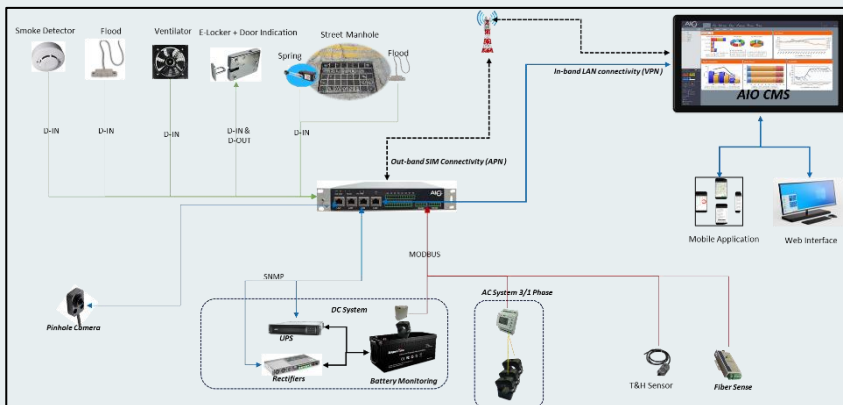 Smoke Detector
Flood
Ventilator
E-Locker + Door Indication
Street Manhole
Spring
Flood
AIO
AIO CMS
In-band LAN connectivity (VPN)
D-IN
D-IN
D-IN
D-IN &
D-OUT
D-IN
Out-band SIM Connectivity (APN)
AIO
Mobile Application
Web Interface
MODBUS
SNMP
Pinhole Camera
DC System
UPS
Rectifiers
Battery Monitoring
AC System 3/1 Phase
T&H Sensor
Fiber Sense